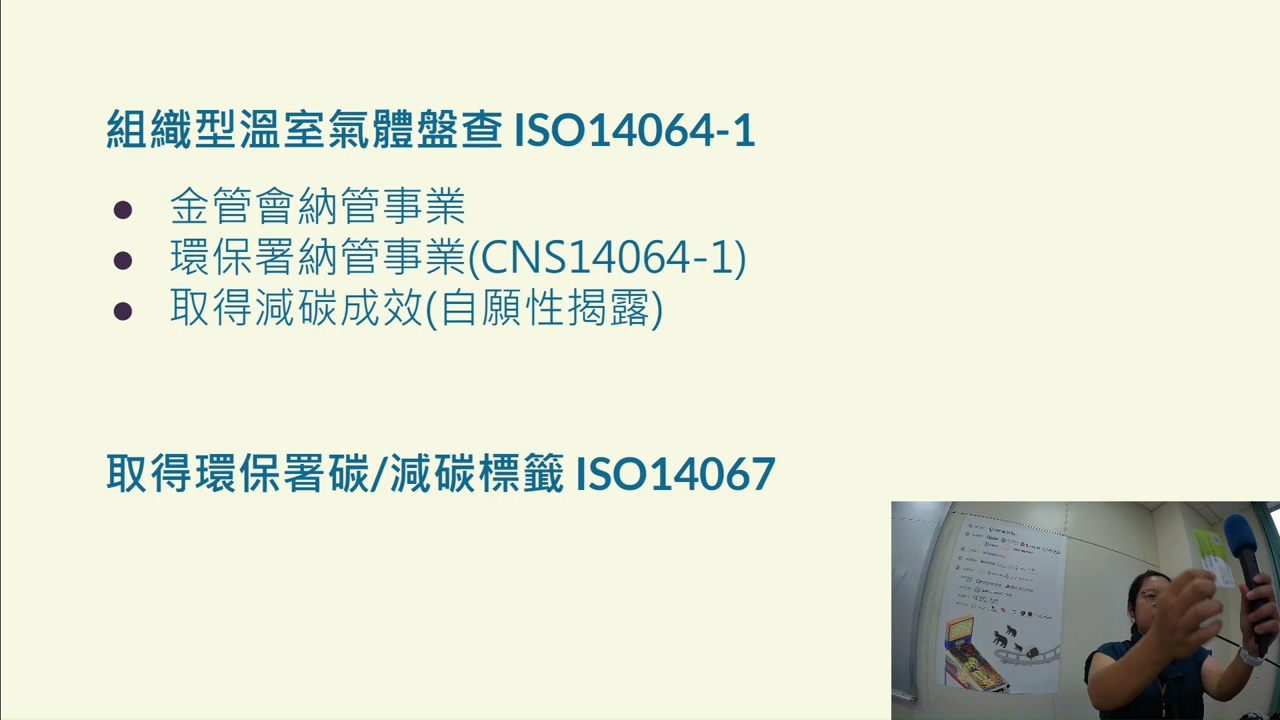 組織型溫室氣體盤查 ISO14064-1
● 金管會納管事業
● 環保署納管事業(CNS14064-1)
● 取得減碳成效(自願性揭露)
取得環保署碳/減碳標籤 ISO14067